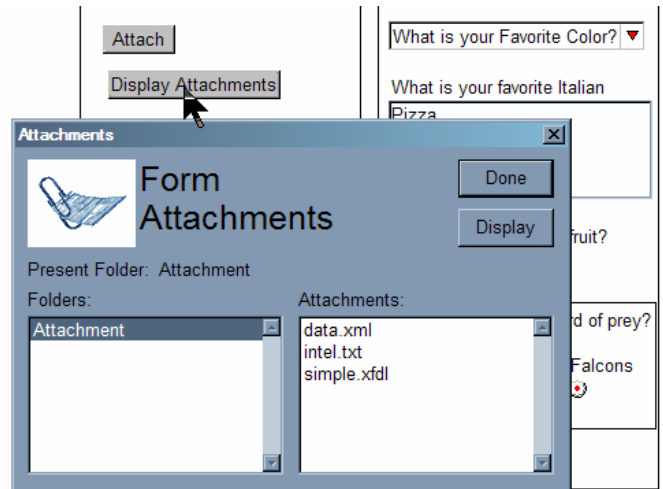 Attach
What is your Favorite Color?
Display Attachments
What is your favorite Italian
Pizza
Attachments
Form
Attachments
Done
Display
fruit?
Present Folder: Attachment
Folders:
Attachments:
Attachment
data.xml
intel.txt
simple.xfdl
rd of prey?
Falcons